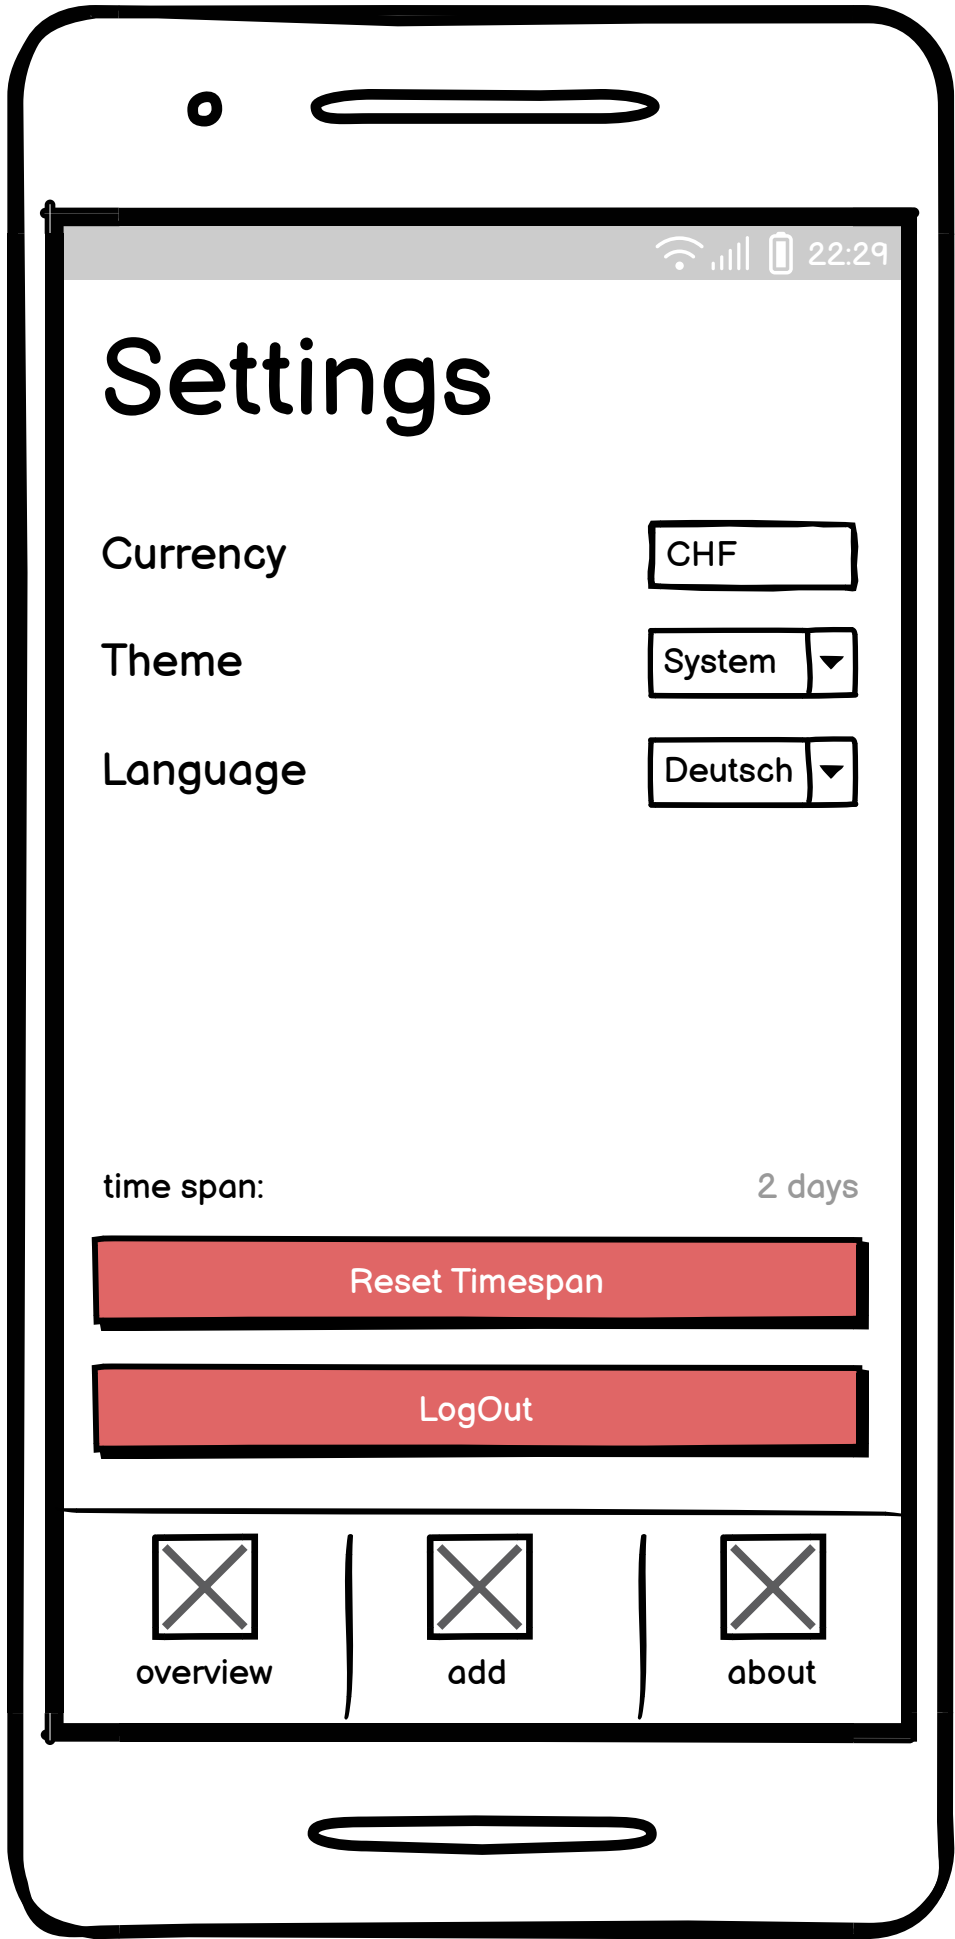 22:29
Settings
Currency CHF
Theme System
Language Deutsch
time span: 2 days
Reset Timespan
LogOut
overview add about